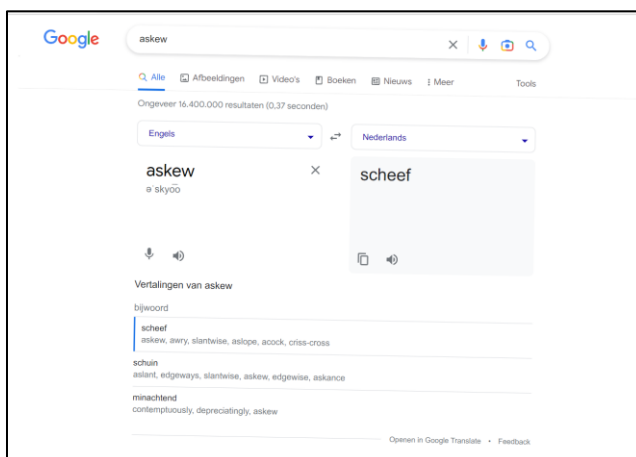 Google
askew
Alle Afbeeldingen Video's Boeken Nieuws Meer Tools
Ongeveer 16.400.000 resultaten (0,37 seconden)
Engels Nederlands
askew scheef
əˈskyo͞o
Vertalingen van askew
bijwoord
scheef
askew, awry, slantwise, aslope, acock, criss-cross
schuin
aslant, edgeways, slantwise, askew, edgewise, askance
minachtend
contemptuously, depreciatingly, askew
Openen in Google Translate • Feedback